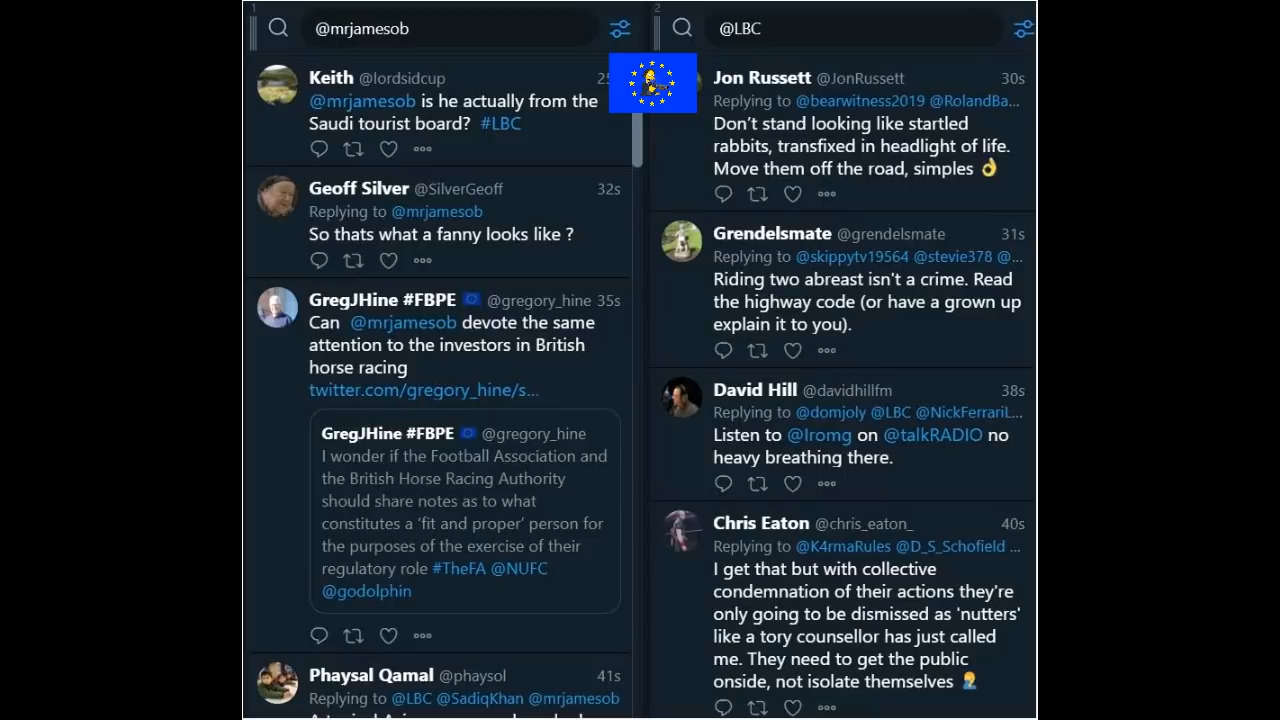 1
@mrjamesob
Keith @lordsidcup
@mrjamesob is he actually from the
Saudi tourist board? #LBC
Geoff Silver @SilverGeoff 32s
Replying to @mrjamesob
So thats what a fanny looks like ?
GregJHine #FBPE 🇪🇺 @gregory_hine 35s
Can @mrjamesob devote the same
attention to the investors in British
horse racing
twitter.com/gregory_hine/s...
GregJHine #FBPE 🇪🇺 @gregory_hine
I wonder if the Football Association and
the British Horse Racing Authority
should share notes as to what
constitutes a 'fit and proper' person for
the purposes of the exercise of their
regulatory role #TheFA @NUFC
@godolphin
Phaysal Qamal @phaysol 41s
Replying to @LBC @SadiqKhan @mrjamesob
2
@LBC
Jon Russett @JonRussett 30s
Replying to @bearwitness2019 @RolandBa...
Don’t stand looking like startled
rabbits, transfixed in headlight of life.
Move them off the road, simples 👌
Grendelsmate @grendelsmate 31s
Replying to @skippytv19564 @stevie378 @...
Riding two abreast isn't a crime. Read
the highway code (or have a grown up
explain it to you).
David Hill @davidhillfm 38s
Replying to @domjoly @LBC @NickFerrariL...
Listen to @Iromg on @talkRADIO no
heavy breathing there.
Chris Eaton @chris_eaton_ 40s
Replying to @K4rmaRules @D_S_Schofield ...
I get that but with collective
condemnation of their actions they're
only going to be dismissed as 'nutters'
like a tory counsellor has just called
me. They need to get the public
onside, not isolate themselves 🤦‍♂️